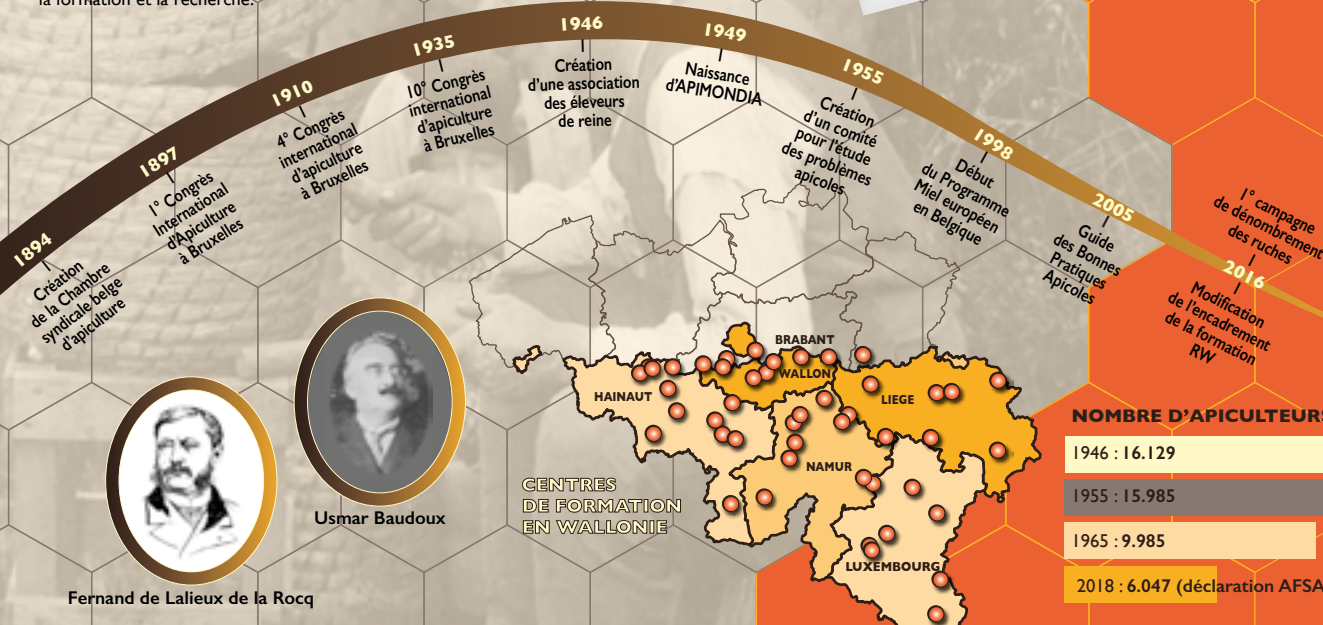 la formation et la recherche.
1894
Création
de la Chambre
syndicale belge
d'apiculture
1897
1° Congrès
International
d'Apiculture
à Bruxelles
1910
4° Congrès
international
d'apiculture
à Bruxelles
1935
10° Congrès
international
d'apiculture
à Bruxelles
1946
Création
d'une association
des éleveurs
de reine
1949
Naissance
d'APIMONDIA
1955
Création
d'un comité
pour l'étude
des problèmes
apicoles
1998
Début
du Programme
Miel européen
en Belgique
2005
Guide
des Bonnes
Pratiques
Apicoles
1° campagne
de dénombrement
des ruches
2016
Modification
de l'encadrement
de la formation
RW
Fernand de Lalieux de la Rocq
Usmar Baudoux
CENTRES
DE FORMATION
EN WALLONIE
BRABANT
WALLON
HAINAUT
LIEGE
NAMUR
LUXEMBOURG
NOMBRE D'APICULTEURS
1946 : 16.129
1955 : 15.985
1965 : 9.985
2018 : 6.047 (déclaration AFSA